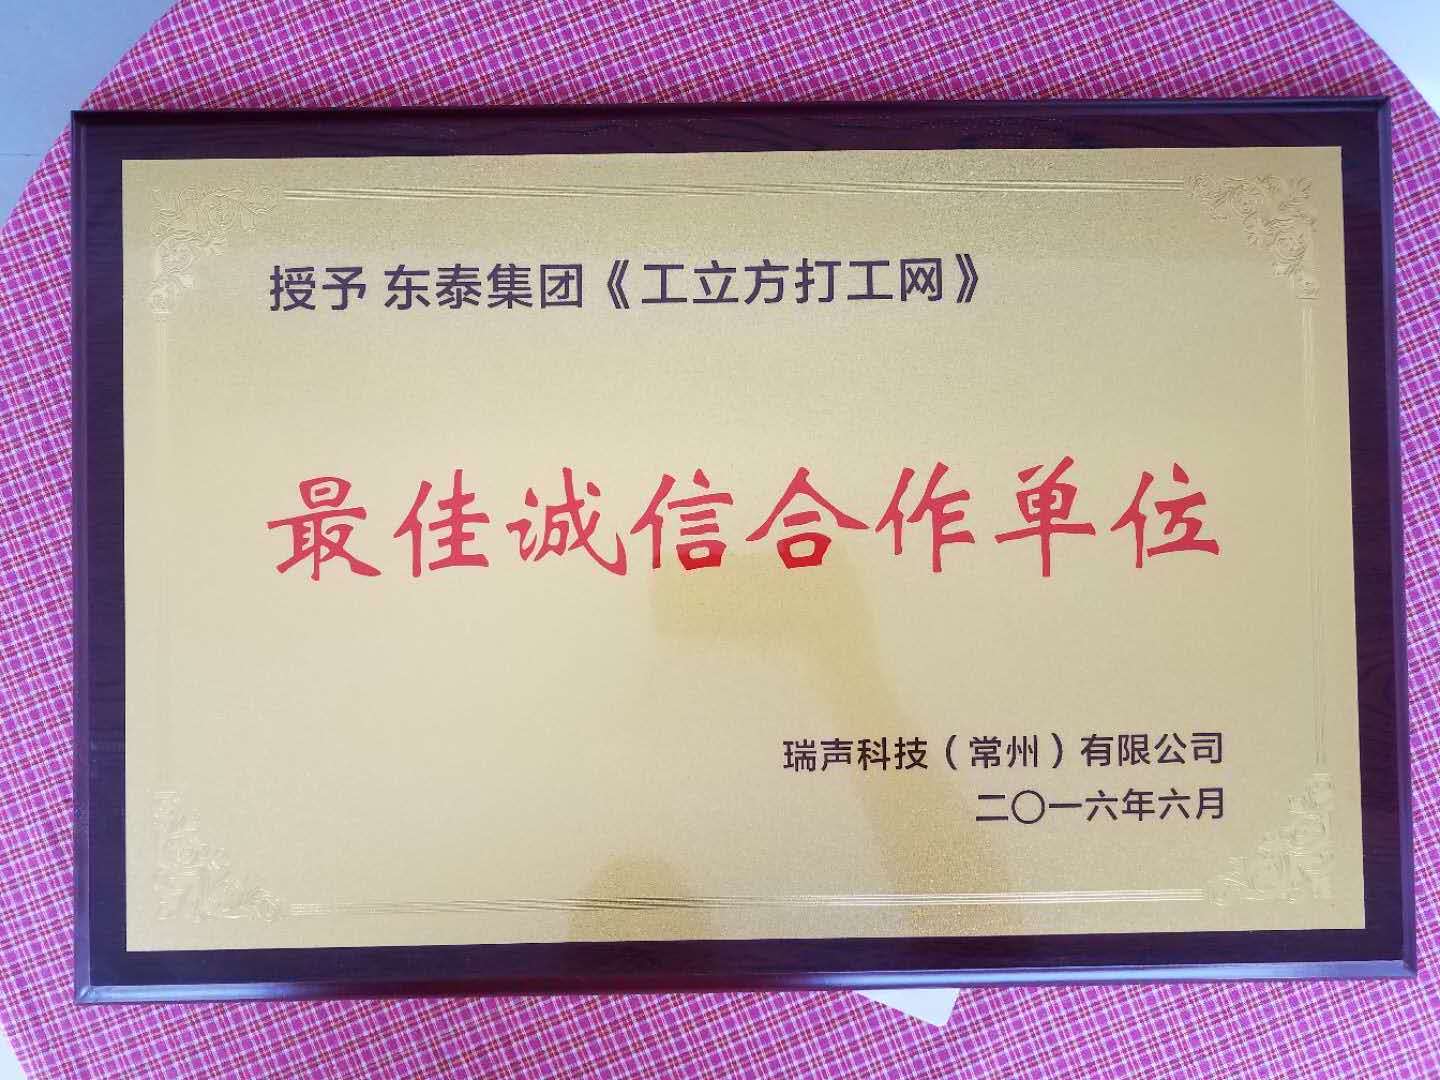 授予 东泰集团《工立方打工网》
最佳诚信合作单位
瑞声科技（常州）有限公司
二〇一六年六月